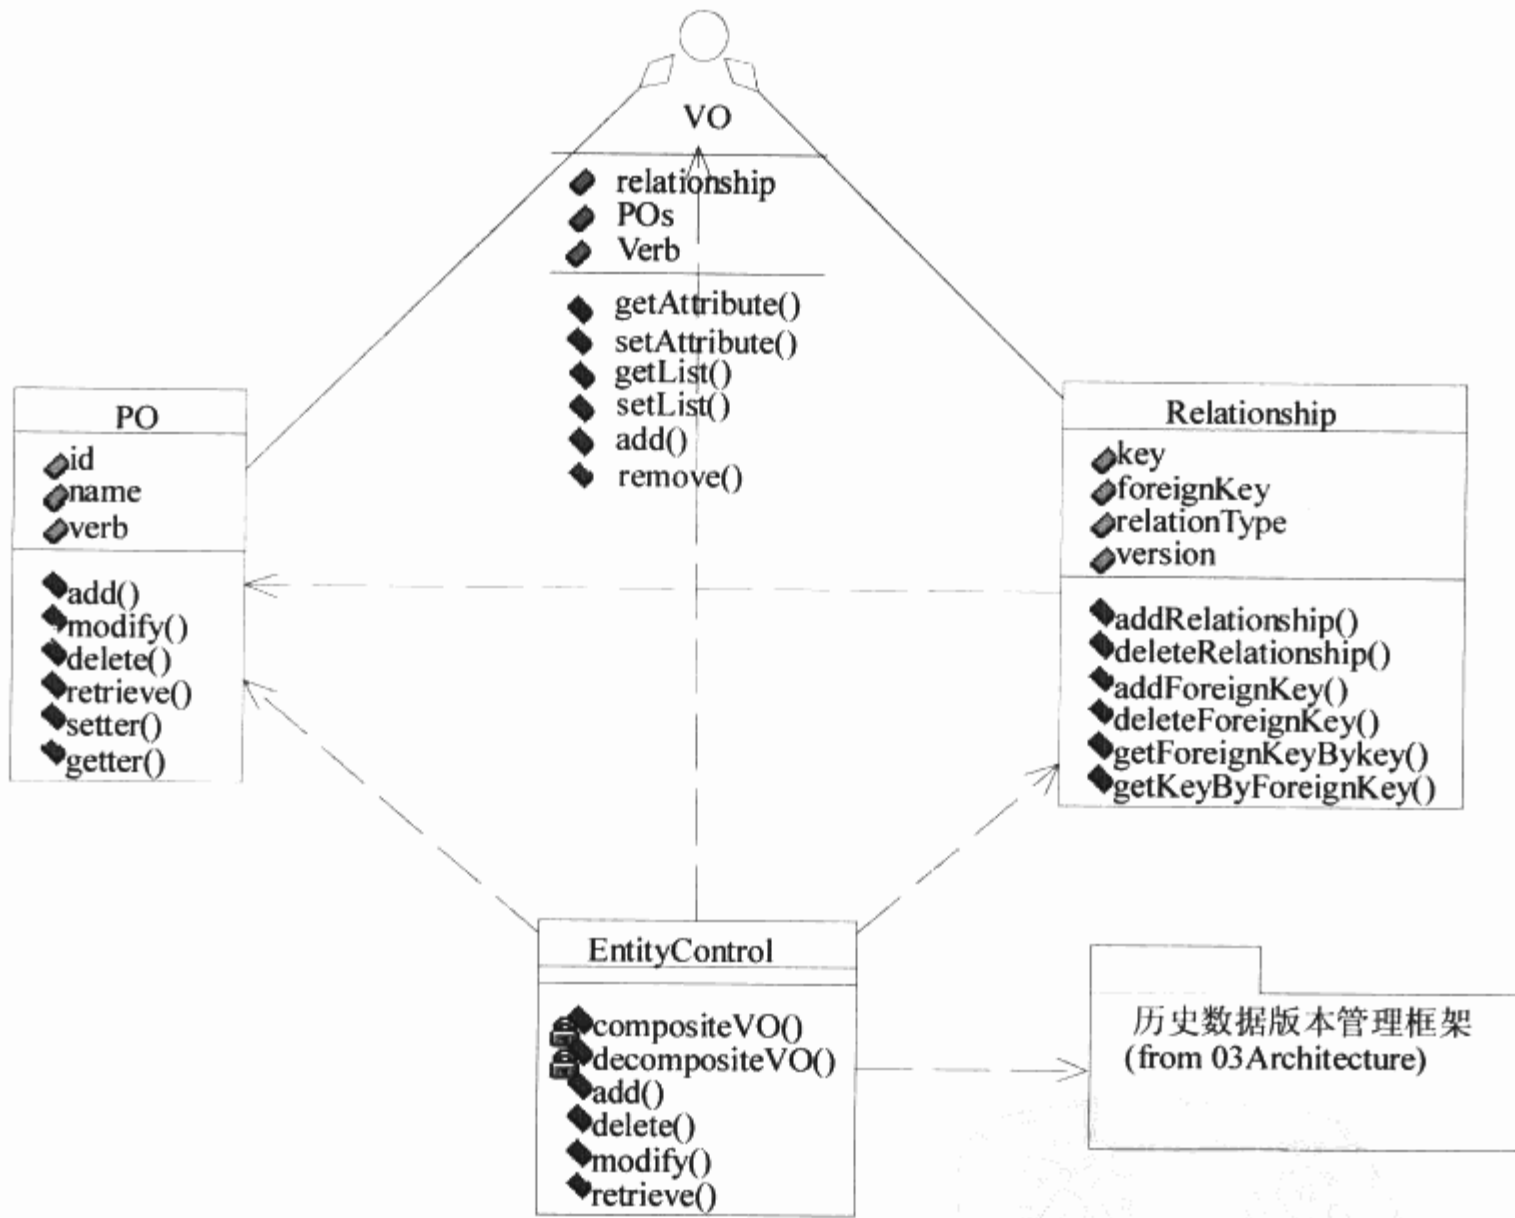 VO
relationship
POs
Verb
getAttribute()
setAttribute()
getList()
setList()
add()
remove()
PO
id
name
verb
add()
modify()
delete()
retrieve()
setter()
getter()
Relationship
key
foreignKey
relationType
version
addRelationship()
deleteRelationship()
addForeignKey()
deleteForeignKey()
getForeignKeyBykey()
getKeyByForeignKey()
EntityControl
compositeVO()
decompositeVO()
add()
delete()
modify()
retrieve()
历史数据版本管理框架
(from 03Architecture)